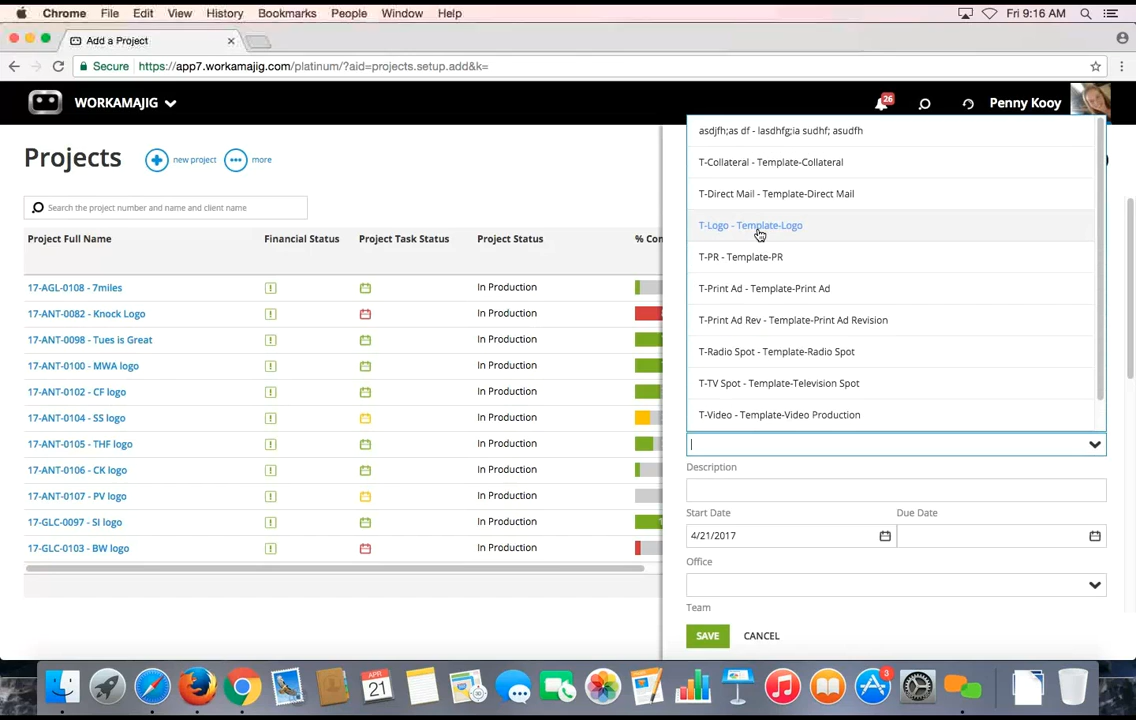 Chrome File Edit View History Bookmarks People Window Help Fri 9:16 AM
Add a Project
Secure https://app7.workamajig.com/platinum/?aid=projects.setup.add&k=
WORKAMAJIG 26 Penny Kooy
Projects new project more
Search the project number and name and client name
Project Full Name Financial Status Project Task Status Project Status % Con
17-AGL-0108 - 7miles In Production
17-ANT-0082 - Knock Logo In Production
17-ANT-0098 - Tues is Great In Production
17-ANT-0100 - MWA logo In Production
17-ANT-0102 - CF logo In Production
17-ANT-0104 - SS logo In Production
17-ANT-0105 - THF logo In Production
17-ANT-0106 - CK logo In Production
17-ANT-0107 - PV logo In Production
17-GLC-0097 - SI logo In Production
17-GLC-0103 - BW logo In Production
asdjfh;as df - lasdhfg;ia sudhf; asudfh
T-Collateral - Template-Collateral
T-Direct Mail - Template-Direct Mail
T-Logo - Template-Logo
T-PR - Template-PR
T-Print Ad - Template-Print Ad
T-Print Ad Rev - Template-Print Ad Revision
T-Radio Spot - Template-Radio Spot
T-TV Spot - Template-Television Spot
T-Video - Template-Video Production
Description
Start Date Due Date
4/21/2017
Office
Team
SAVE CANCEL
APR
21
3